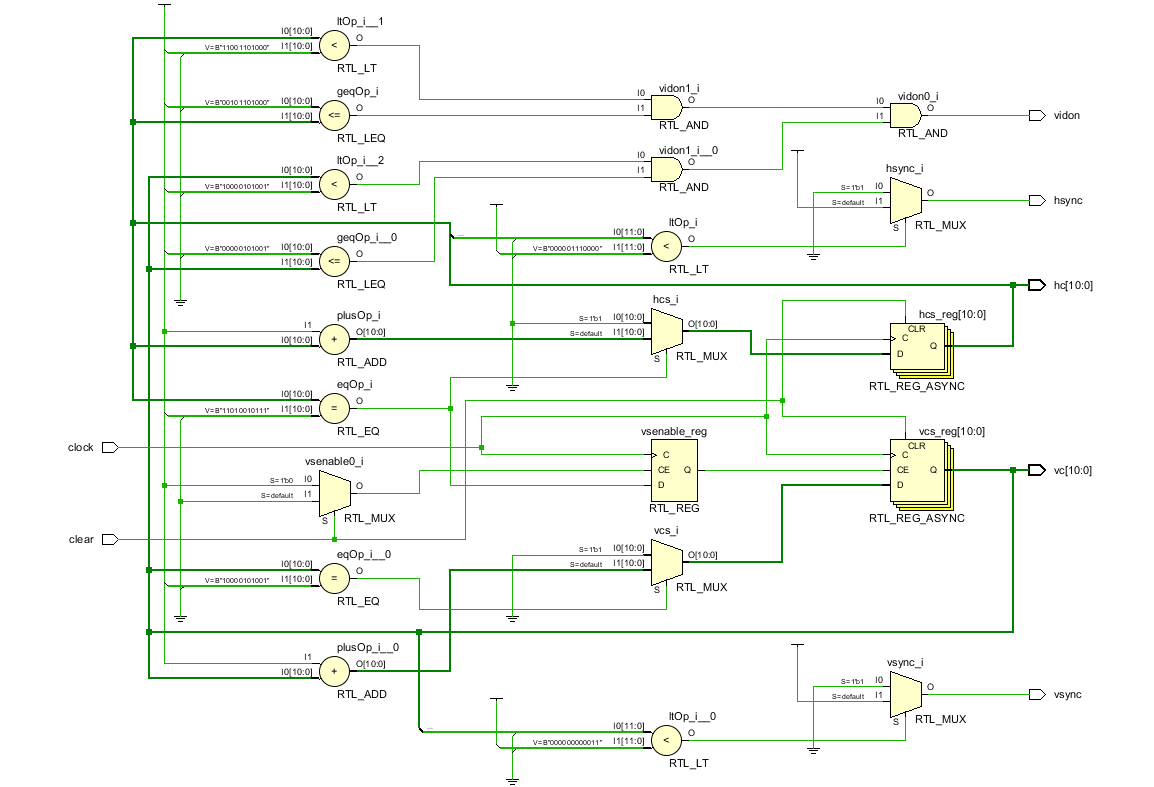 ltOp_i__1
I0[10:0]
V=B"11001101000" I1[10:0]
<
O
RTL_LT
geqOp_i
V=B"00101101000" I0[10:0]
I1[10:0]
<=
O
RTL_LEQ
ltOp_i__2
I0[10:0]
V=B"10000101001" I1[10:0]
<
O
RTL_LT
geqOp_i__0
V=B"00000101001" I0[10:0]
I1[10:0]
<=
O
RTL_LEQ
plusOp_i
I1
I0[10:0]
+
O[10:0]
RTL_ADD
eqOp_i
I0[10:0]
V=B"11010010111" I1[10:0]
=
O
RTL_EQ
clock
vsenable0_i
S=1'b0 I0
S=default I1
S
O
RTL_MUX
clear
eqOp_i__0
I0[10:0]
V=B"10000101001" I1[10:0]
=
O
RTL_EQ
plusOp_i__0
I1
I0[10:0]
+
O[10:0]
RTL_ADD
vidon1_i
I0
I1
O
RTL_AND
vidon1_i__0
I0
I1
O
RTL_AND
ltOp_i
I0[11:0]
V=B"000001110000" I1[11:0]
<
O
RTL_LT
hcs_i
S=1'b1 I0[10:0]
S=default I1[10:0]
S
O[10:0]
RTL_MUX
vsenable_reg
C
CE
D
Q
RTL_REG
vcs_i
S=1'b1 I0[10:0]
S=default I1[10:0]
S
O[10:0]
RTL_MUX
ltOp_i__0
I0[11:0]
V=B"000000000011" I1[11:0]
<
O
RTL_LT
vidon0_i
I0
I1
O
RTL_AND
vidon
hsync_i
S=1'b1 I0
S=default I1
S
O
RTL_MUX
hsync
hc[10:0]
hcs_reg[10:0]
CLR
C
D
Q
RTL_REG_ASYNC
vcs_reg[10:0]
CLR
C
CE
D
Q
RTL_REG_ASYNC
vc[10:0]
vsync_i
S=1'b1 I0
S=default I1
S
O
RTL_MUX
vsync